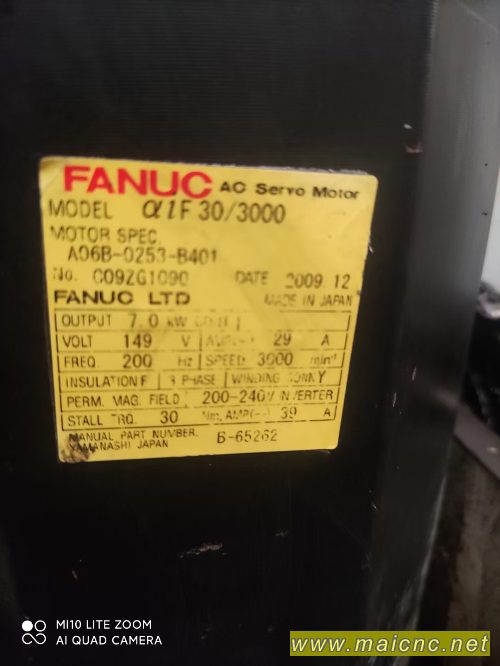 FANUC AC Servo Motor
MODEL αiF 30/3000
MOTOR SPEC.
A06B-0253-B401
No. C09ZG1090 DATE 2009.12
FANUC LTD MADE IN JAPAN
OUTPUT 7.0 kW
VOLT 149 V AMP(~) 29 A
FREQ. 200 Hz SPEED 3000 min⁻¹
INSULATION F 3 PHASE WINDING CONN Y
PERM. MAG. FIELD 200-240V INVERTER
STALL TRQ. 30 Nm, AMP(~) 39 A
MANUAL PART NUMBER. B-65262
YAMANASHI JAPAN
MI10 LITE ZOOM
AI QUAD CAMERA
www.maicnc.net